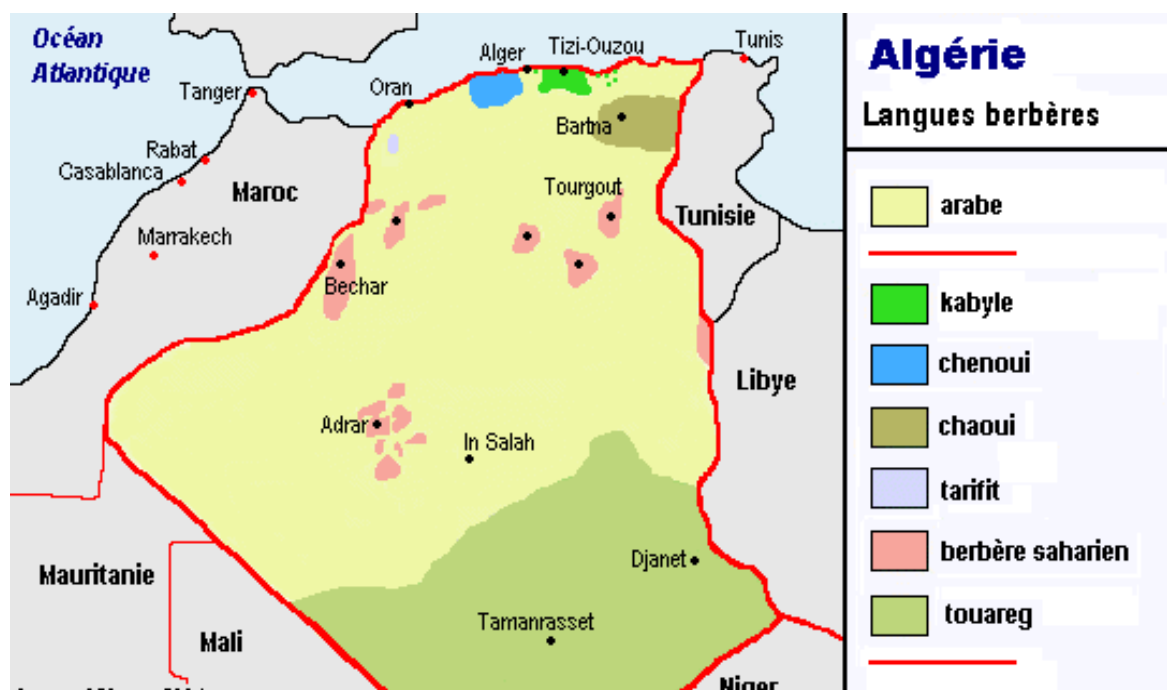 Océan
Atlantique
Alger
Tizi-Ouzou
Tunis
Tanger
Oran
Bartna
Rabat
Casablanca
Maroc
Tourgout
Tunisie
Marrakech
Bechar
Agadir
Libye
Adrar
In Salah
Djanet
Mauritanie
Tamanrasset
Mali
Niger
Algérie
Langues berbères
arabe
kabyle
chenoui
chaoui
tarifit
berbère saharien
touareg